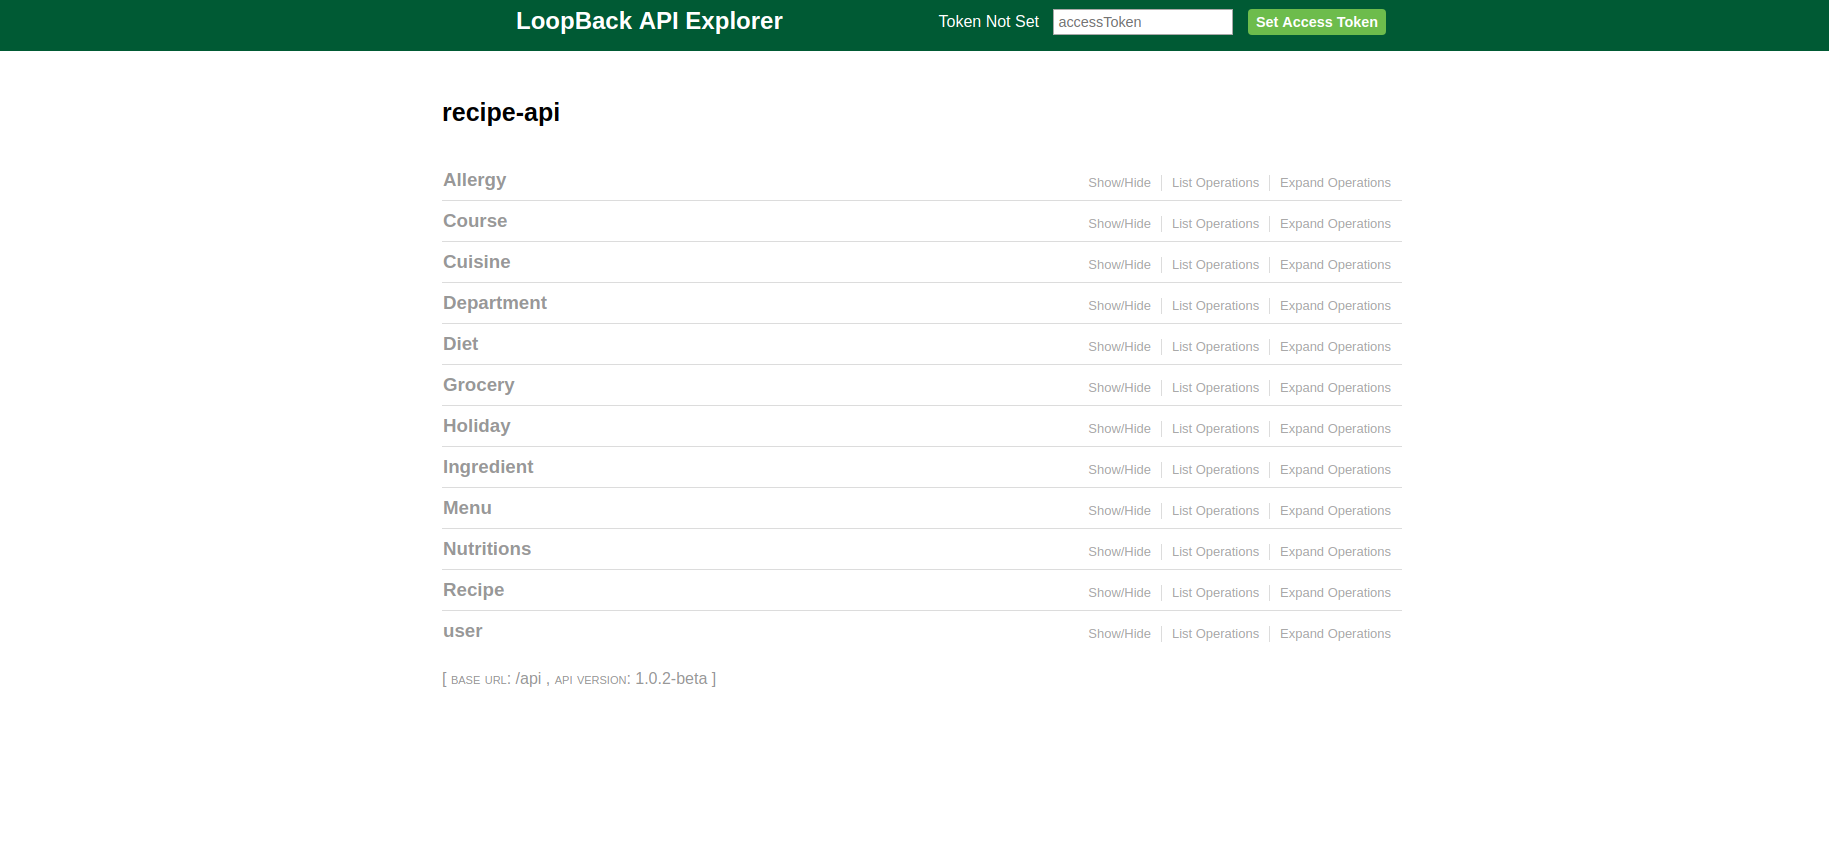 LoopBack API Explorer Token Not Set accessToken Set Access Token
recipe-api
Allergy Show/Hide List Operations Expand Operations
Course Show/Hide List Operations Expand Operations
Cuisine Show/Hide List Operations Expand Operations
Department Show/Hide List Operations Expand Operations
Diet Show/Hide List Operations Expand Operations
Grocery Show/Hide List Operations Expand Operations
Holiday Show/Hide List Operations Expand Operations
Ingredient Show/Hide List Operations Expand Operations
Menu Show/Hide List Operations Expand Operations
Nutritions Show/Hide List Operations Expand Operations
Recipe Show/Hide List Operations Expand Operations
user Show/Hide List Operations Expand Operations
[ BASE URL: /api , API VERSION: 1.0.2-beta ]